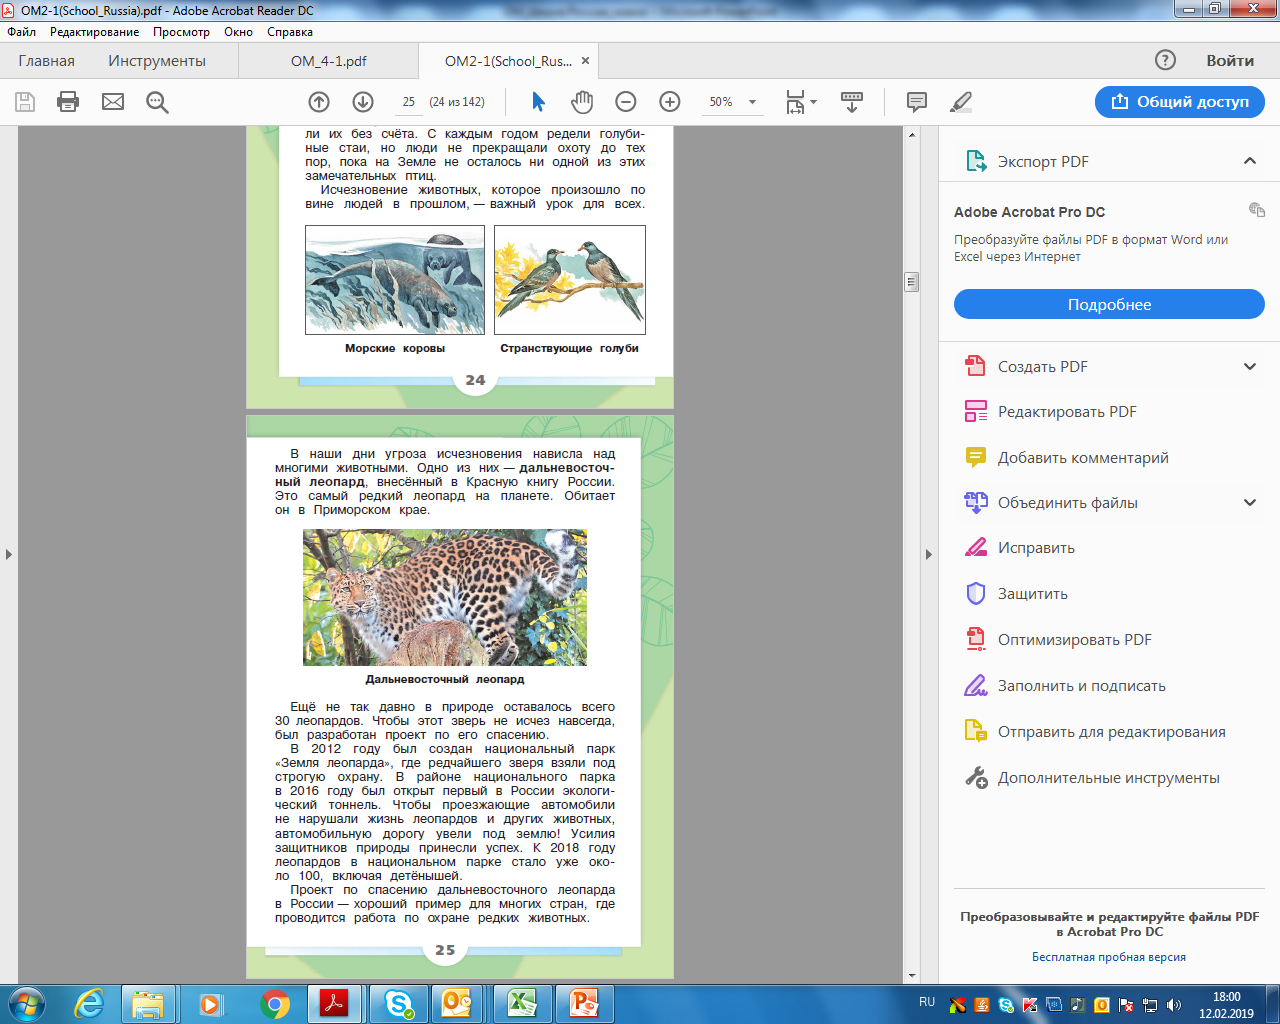 OM2-1(School_Russia).pdf - Adobe Acrobat Reader DC
Файл Редактирование Просмотр Окно Справка
Главная Инструменты OM_4-1.pdf OM2-1(School_Rus... × Войти
25 (24 из 142) 50% Общий доступ
ли их без счёта. С каждым годом редели голуби-
ные стаи, но люди не прекращали охоту до тех
пор, пока на Земле не осталось ни одной из этих
замечательных птиц.
Исчезновение животных, которое произошло по
вине людей в прошлом, — важный урок для всех.
Морские коровы Странствующие голуби
24
В наши дни угроза исчезновения нависла над
многими животными. Одно из них — дальневосточ-
ный леопард, внесённый в Красную книгу России.
Это самый редкий леопард на планете. Обитает
он в Приморском крае.
Дальневосточный леопард
Ещё не так давно в природе оставалось всего
30 леопардов. Чтобы этот зверь не исчез навсегда,
был разработан проект по его спасению.
В 2012 году был создан национальный парк
«Земля леопарда», где редчайшего зверя взяли под
строгую охрану. В районе национального парка
в 2016 году был открыт первый в России экологи-
ческий тоннель. Чтобы проезжающие автомобили
не нарушали жизнь леопардов и других животных,
автомобильную дорогу увели под землю! Усилия
защитников природы принесли успех. К 2018 году
леопардов в национальном парке стало уже око-
ло 100, включая детёнышей.
Проект по спасению дальневосточного леопарда
в России — хороший пример для многих стран, где
проводится работа по охране редких животных.
25
Экспорт PDF
Adobe Acrobat Pro DC
Преобразуйте файлы PDF в формат Word или
Excel через Интернет
Подробнее
Создать PDF
Редактировать PDF
Добавить комментарий
Объединить файлы
Исправить
Защитить
Оптимизировать PDF
Заполнить и подписать
Отправить для редактирования
Дополнительные инструменты
Преобразовывайте и редактируйте файлы PDF
в Acrobat Pro DC
Бесплатная пробная версия
RU 18:00
12.02.2019